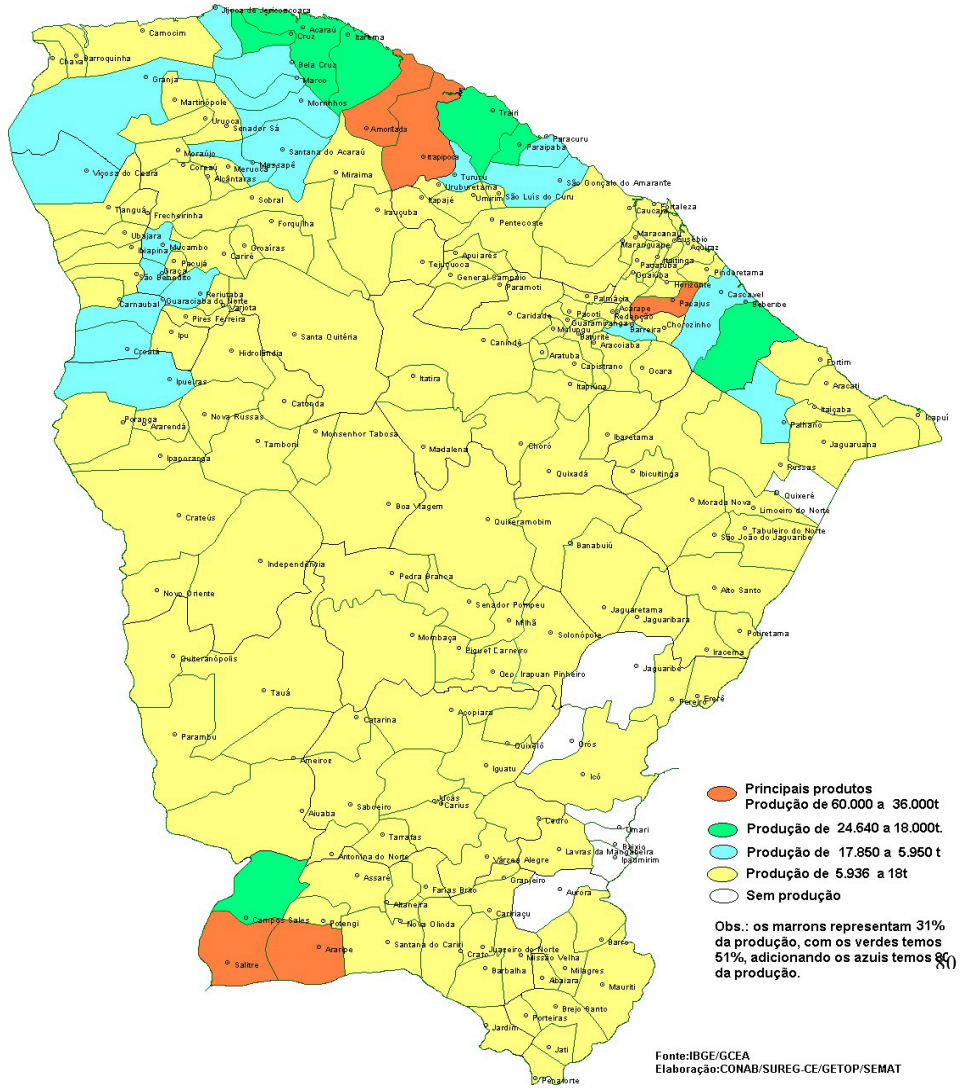 Jijoca de Jericoacoara
Camocim
Acaraú
Cruz
Itarema
Chaval
Barroquinha
Bela Cruz
Granja
Marco
Martinópole
Morrinhos
Trairi
Uruoca
Senador Sá
Amontada
Paracuru
Paraipaba
Moraújo
Santana do Acaraú
Itapipoca
Massapê
Coreaú
Meruoca
Viçosa do Ceará
Alcântaras
Miraima
Tururu
São Gonçalo do Amarante
Uruburetama
Sobral
Itapajé
Umirim
São Luís do Curu
Tianguá
Frecheirinha
Irauçuba
Caucaia
Fortaleza
Forquilha
Pentecoste
Ubajara
Maracanaú
Eusébio
Ibiapina
Mucambo
Groaíras
Maranguape
Aquiraz
Cariré
Apuiarés
Pacujá
Tejuçuoca
Pacatuba
Itaitinga
São Benedito
Graça
General Sampaio
Guaiuba
Pindoretama
Paramoti
Horizonte
Reriutaba
Cascavel
Carnaubal
Guaraciaba do Norte
Palmácia
Pacajus
Beberibe
Varjota
Acarape
Pires Ferreira
Caridade
Pacoti
Redenção
Guaramiranga
Ipu
Santa Quitéria
Mulungu
Barreira
Chorozinho
Canindé
Baturité
Aracoiaba
Croatá
Hidrolândia
Aratuba
Capistrano
Fortim
Ipueiras
Itatira
Itapiúna
Ocara
Aracati
Catunda
Itaiçaba
Icapuí
Poranga
Nova Russas
Ararendá
Palhano
Tamboril
Monsenhor Tabosa
Ibaretama
Choró
Jaguaruana
Madalena
Ipaporanga
Quixadá
Ibicuitinga
Russas
Quixeré
Boa Viagem
Morada Nova
Limoeiro do Norte
Crateús
Quixeramobim
Tabuleiro do Norte
São João do Jaguaribe
Banabuiú
Independência
Pedra Branca
Novo Oriente
Alto Santo
Senador Pompeu
Jaguaretama
Milhã
Jaguaribara
Mombaça
Solonópole
Potiretama
Piquet Carneiro
Iracema
Quiteranópolis
Dep. Irapuan Pinheiro
Jaguaribe
Tauá
Pereiro
Ererê
Acopiara
Catarina
Parambu
Quixelô
Orós
Arneiroz
Iguatu
Icó
Aiuaba
Saboeiro
Jucás
Carius
Cedro
Umari
Tarrafas
Baixio
Antonina do Norte
Várzea Alegre
Lavras da Mangabeira
Ipaumirim
Assaré
Granjeiro
Farias Brito
Aurora
Altaneira
Campos Sales
Potengi
Nova Olinda
Caririaçu
Araripe
Santana do Cariri
Juazeiro do Norte
Barro
Crato
Missão Velha
Salitre
Barbalha
Milagres
Abaiara
Mauriti
Brejo Santo
Porteiras
Jardim
Jati
Penaforte
Principais produtos
Produção de 60.000 a 36.000t
Produção de 24.640 a 18.000t.
Produção de 17.850 a 5.950 t
Produção de 5.936 a 18t
Sem produção
Obs.: os marrons representam 31%
da produção, com os verdes temos
51%, adicionando os azuis temos
da produção.
80
Fonte:IBGE/GCEA
Elaboração:CONAB/SUREG-CE/GETOP/SEMAT